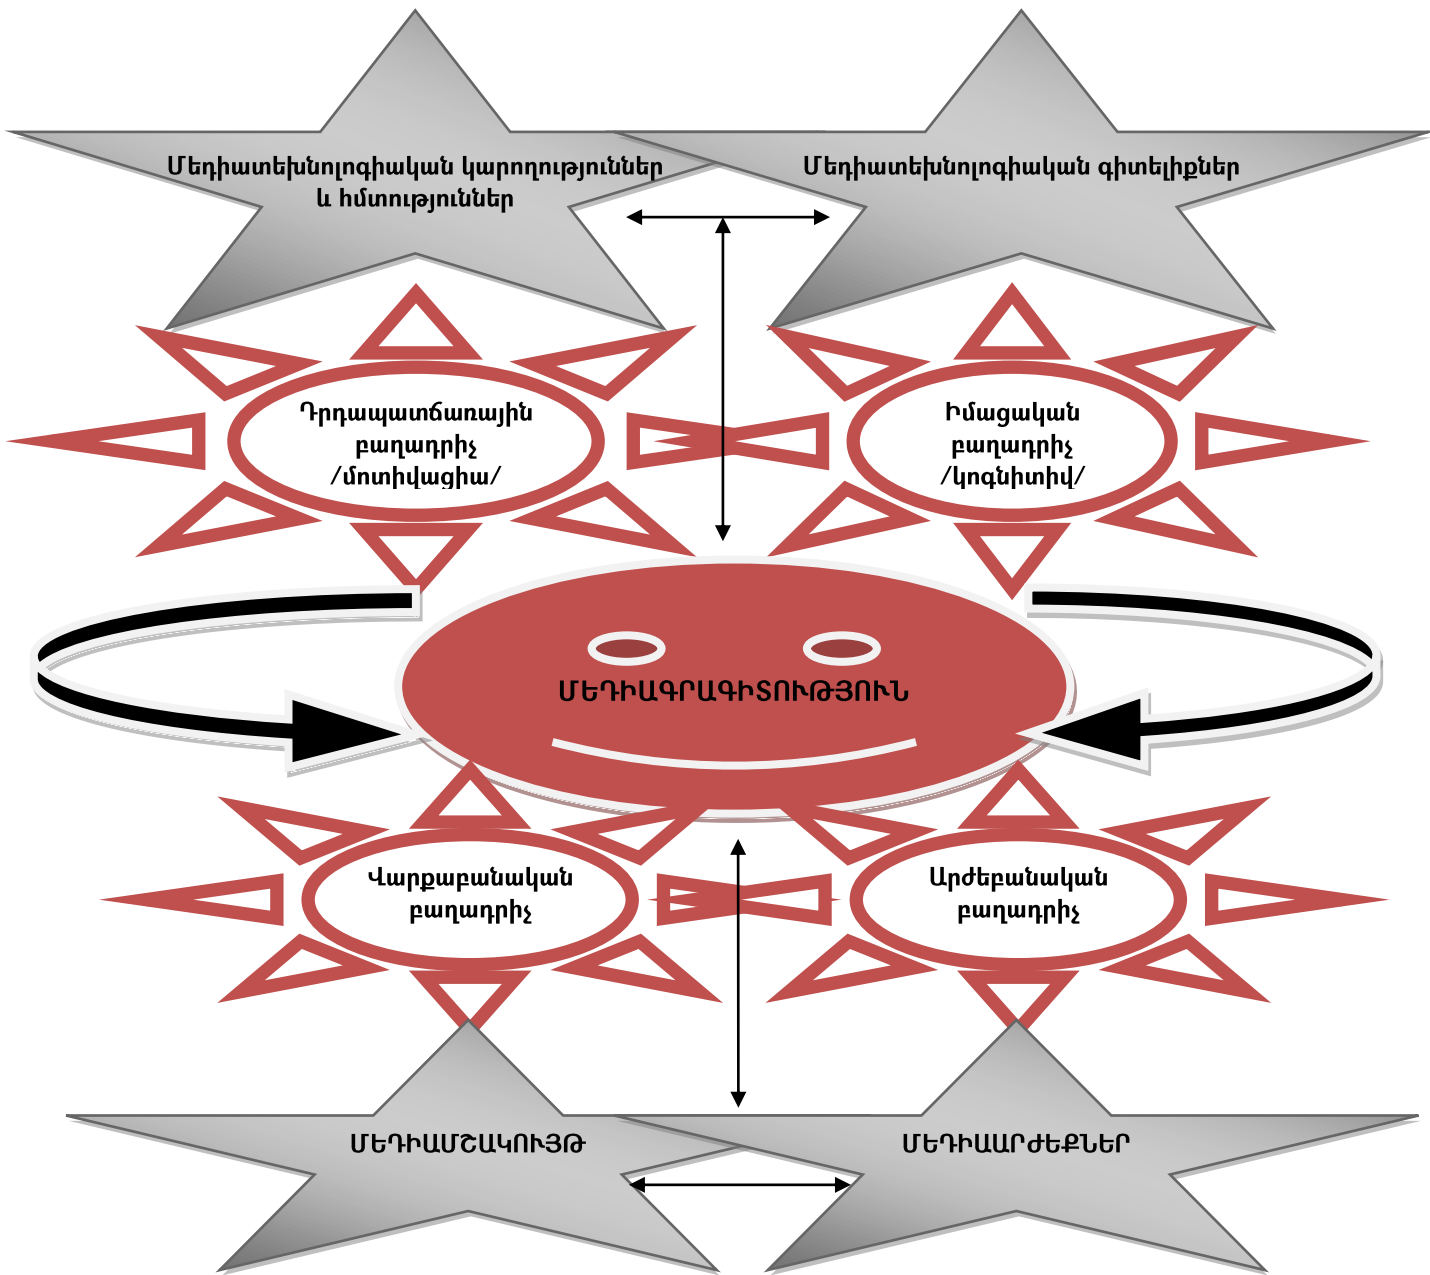 Մեդիատեխնոլոգիական կարողություններ
և հմտություններ
Մեդիատեխնոլոգիական գիտելիքներ
Դրդապատճառային
բաղադրիչ
/մոտիվացիա/
Իմացական
բաղադրիչ
/կոգնիտիվ/
ՄԵԴԻԱԳՐԱԳԻՏՈՒԹՅՈՒՆ
Վարքաբանական
բաղադրիչ
Արժեբանական
բաղադրիչ
ՄԵԴԻԱՄՇԱԿՈՒՅԹ
ՄԵԴԻԱԱՐԺԵՔՆԵՐ